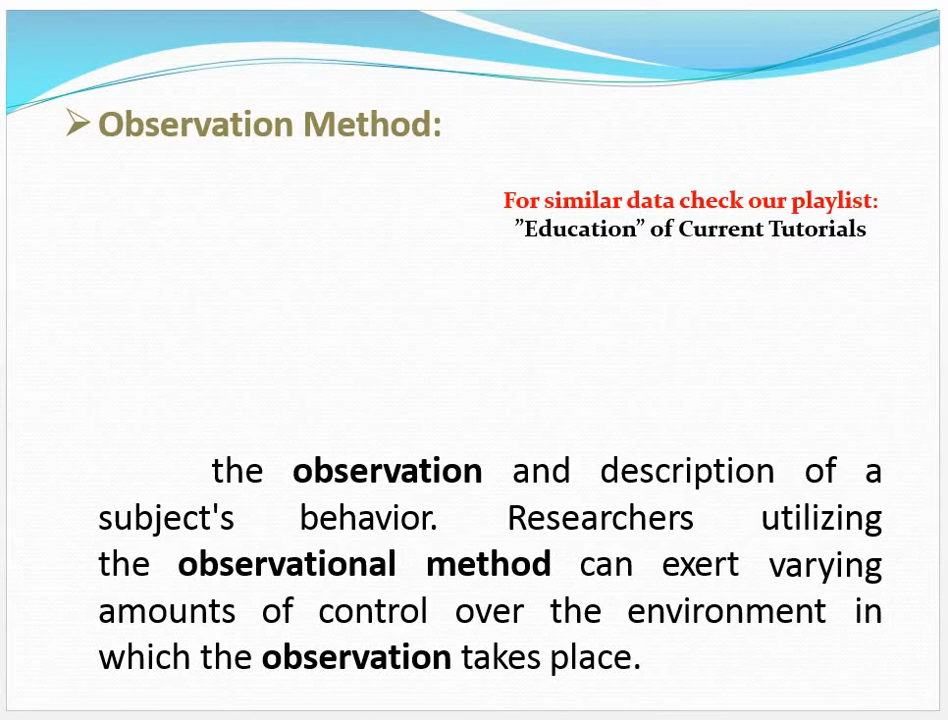 Observation Method:
For similar data check our playlist:
”Education” of Current Tutorials
the observation and description of a
subject's behavior. Researchers utilizing
the observational method can exert varying
amounts of control over the environment in
which the observation takes place.